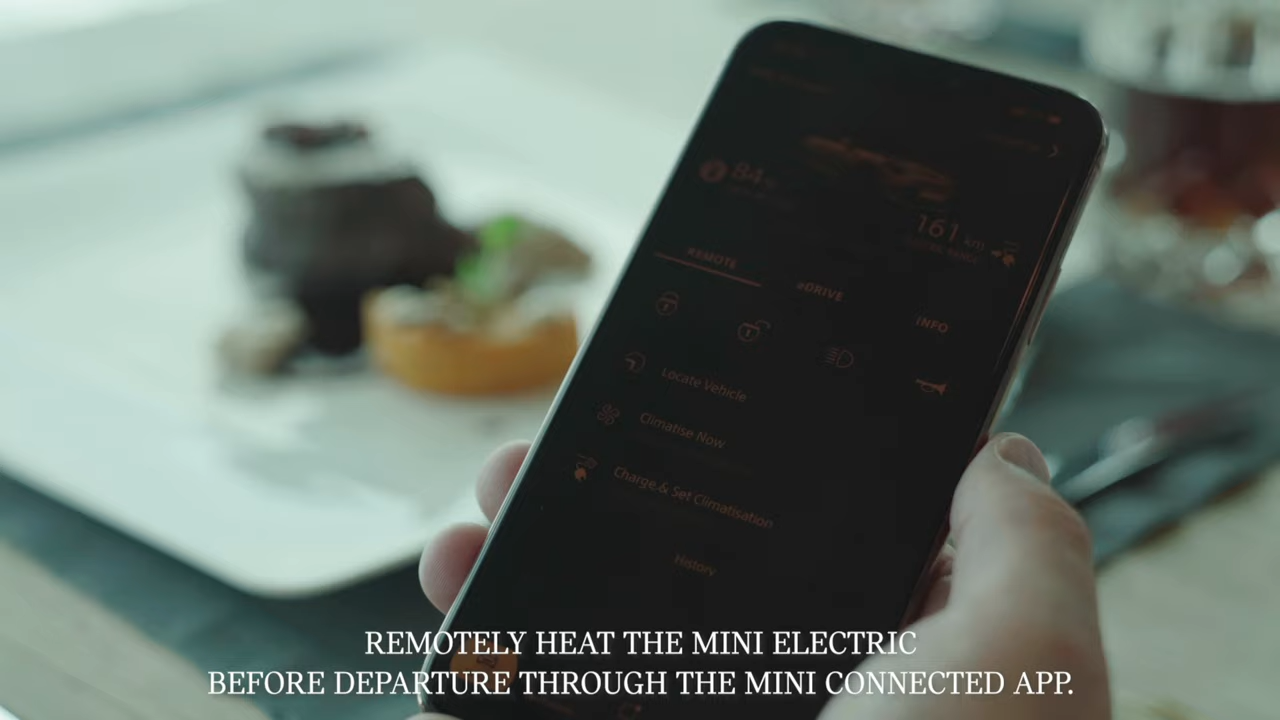 84
161 km
REMOTE
eDRIVE
INFO
Locate Vehicle
Climatise Now
Charge & Set Climatisation
History
REMOTELY HEAT THE MINI ELECTRIC
BEFORE DEPARTURE THROUGH THE MINI CONNECTED APP.